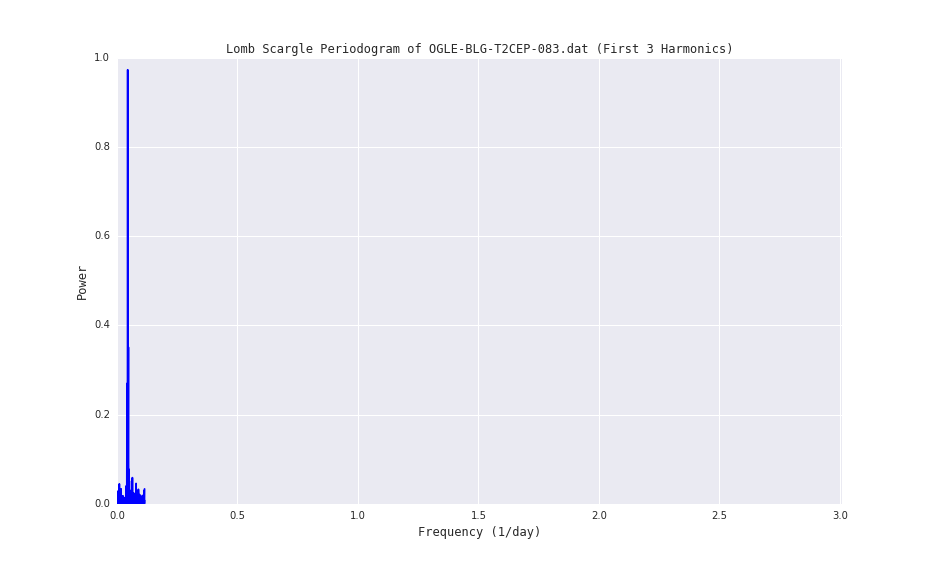 Lomb Scargle Periodogram of OGLE-BLG-T2CEP-083.dat (First 3 Harmonics)
1.0
0.8
0.6
0.4
0.2
0.0
Power
0.0 0.5 1.0 1.5 2.0 2.5 3.0
Frequency (1/day)